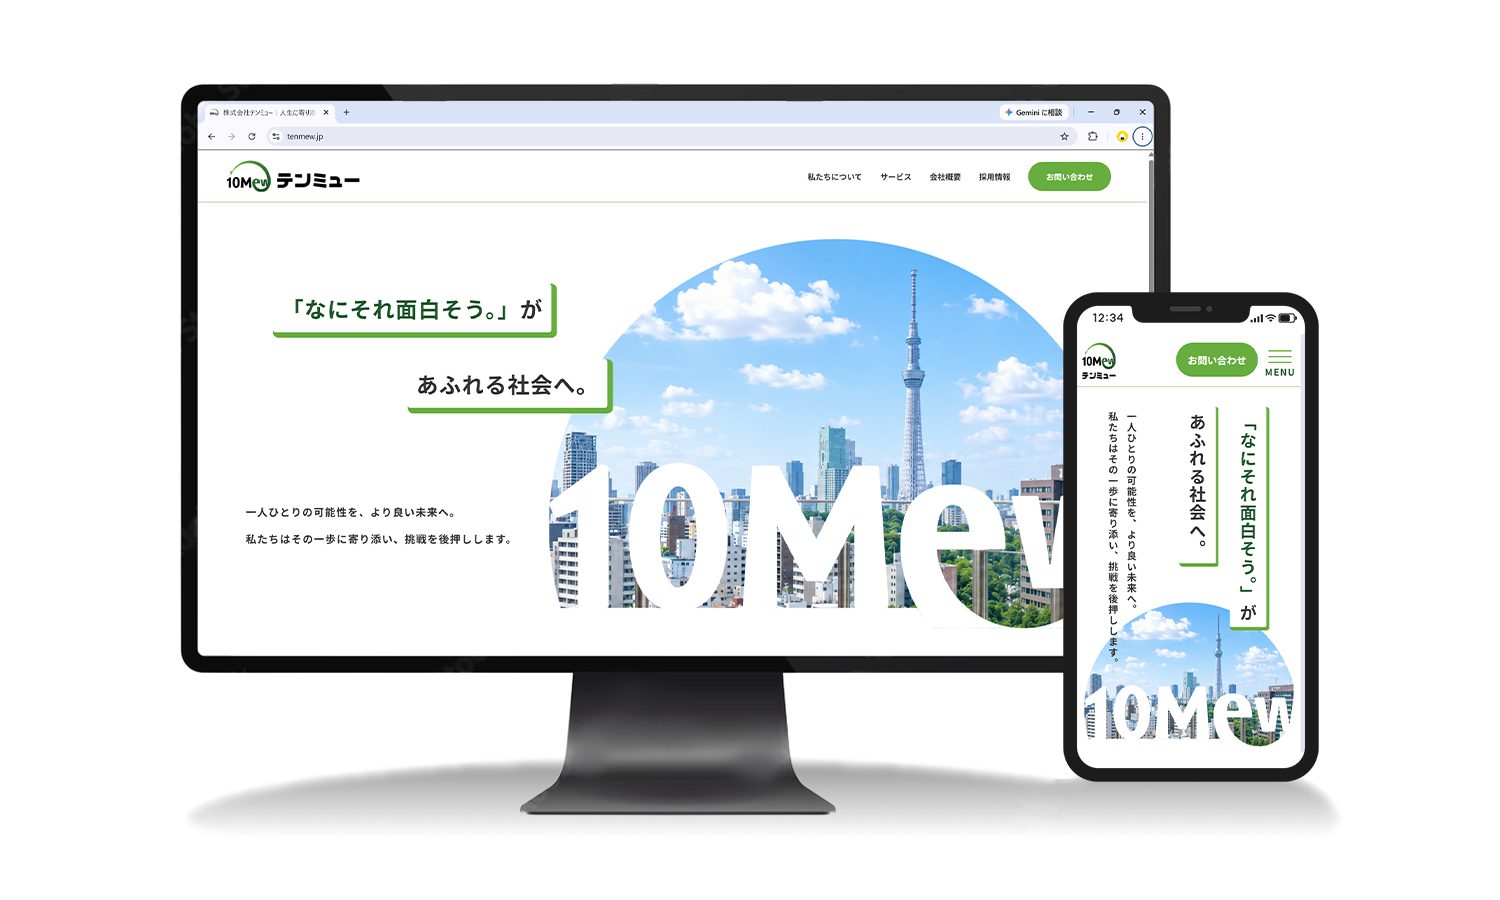 株式会社テンミュー｜人生に寄り添
Gemini に相談
tenmew.jp
10Mew テンミュー
私たちについて
サービス
会社概要
採用情報
お問い合わせ
「なにそれ面白そう。」が
あふれる社会へ。
一人ひとりの可能性を、より良い未来へ。
私たちはその一歩に寄り添い、挑戦を後押しします。
10Mew
12:34
10Mew
テンミュー
お問い合わせ
MENU
「なにそれ面白そう。」が
あふれる社会へ。
一人ひとりの可能性を、より良い未来へ。
私たちはその一歩に寄り添い、挑戦を後押しします。
10Mew